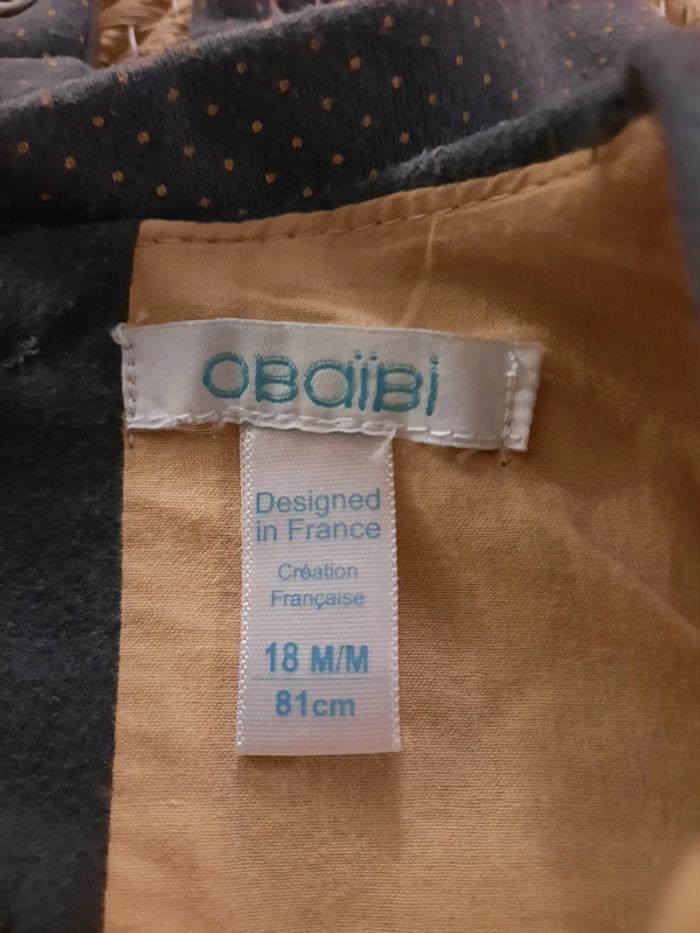 OBaïBi
Designed
in France
Création
Française
18 M/M
81cm